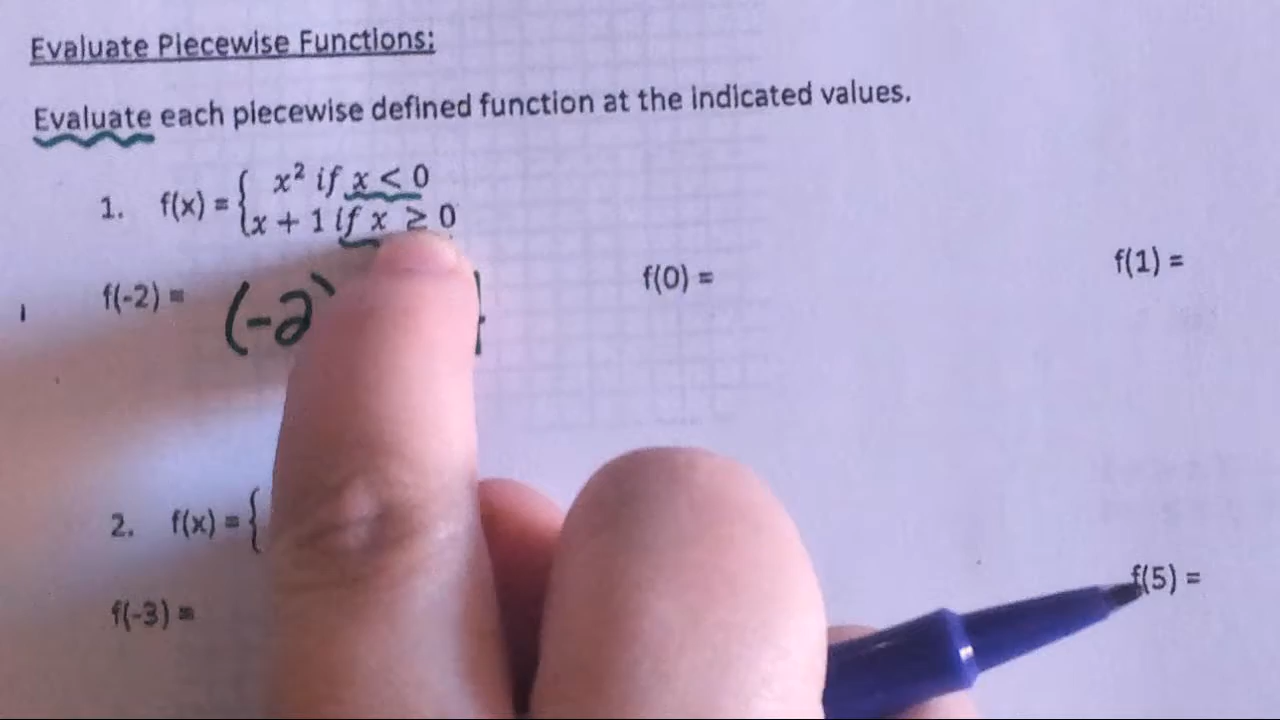 Evaluate Piecewise Functions:
Evaluate each piecewise defined function at the indicated values.
1. f(x) = { x² if x < 0
x + 1 if x ≥ 0
f(-2) = (-2) f(0) = f(1) =
2. f(x) = {
f(-3) = f(5) =